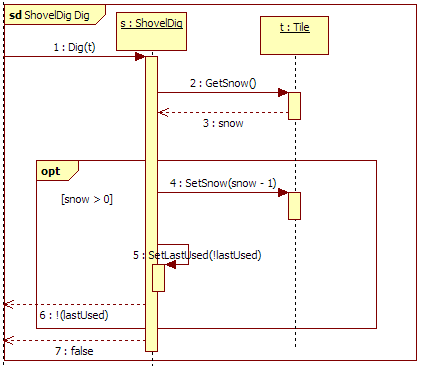 sd ShovelDig Dig
s : ShovelDig
t : Tile
1 : Dig(t)
2 : GetSnow()
3 : snow
opt
[snow > 0]
4 : SetSnow(snow - 1)
5 : SetLastUsed(!lastUsed)
6 : !(lastUsed)
7 : false